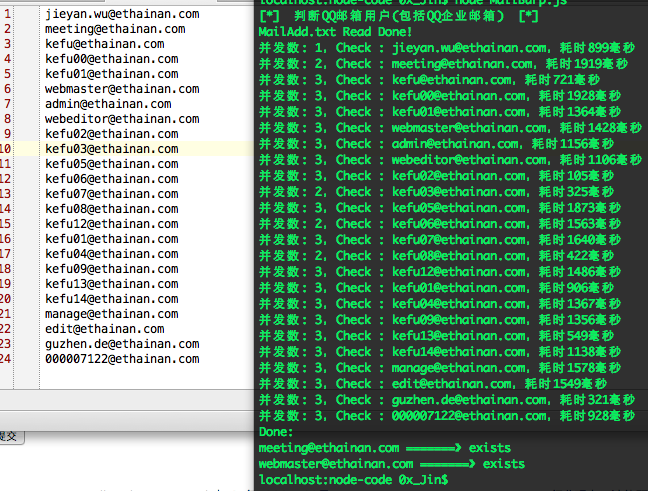 1 jieyan.wu@ethainan.com
2 meeting@ethainan.com
3 kefu@ethainan.com
4 kefu00@ethainan.com
5 kefu01@ethainan.com
6 webmaster@ethainan.com
7 admin@ethainan.com
8 webeditor@ethainan.com
9 kefu02@ethainan.com
10 kefu03@ethainan.com
11 kefu05@ethainan.com
12 kefu06@ethainan.com
13 kefu07@ethainan.com
14 kefu08@ethainan.com
15 kefu12@ethainan.com
16 kefu01@ethainan.com
17 kefu04@ethainan.com
18 kefu09@ethainan.com
19 kefu13@ethainan.com
20 kefu14@ethainan.com
21 manage@ethainan.com
22 edit@ethainan.com
23 guzhen.de@ethainan.com
24 000007122@ethainan.com
提交
localhost:node-code 0x_Jin$ node MailBurp.js
[*] 判断QQ邮箱用户(包括QQ企业邮箱) [*]
MailAdd.txt Read Done!
并发数: 1, Check : jieyan.wu@ethainan.com, 耗时899毫秒
并发数: 2, Check : meeting@ethainan.com, 耗时1919毫秒
并发数: 3, Check : kefu@ethainan.com, 耗时721毫秒
并发数: 3, Check : kefu00@ethainan.com, 耗时1928毫秒
并发数: 3, Check : kefu01@ethainan.com, 耗时1364毫秒
并发数: 3, Check : webmaster@ethainan.com, 耗时1428毫秒
并发数: 3, Check : admin@ethainan.com, 耗时1156毫秒
并发数: 3, Check : webeditor@ethainan.com, 耗时1106毫秒
并发数: 3, Check : kefu02@ethainan.com, 耗时105毫秒
并发数: 2, Check : kefu03@ethainan.com, 耗时325毫秒
并发数: 3, Check : kefu05@ethainan.com, 耗时1873毫秒
并发数: 2, Check : kefu06@ethainan.com, 耗时1563毫秒
并发数: 3, Check : kefu07@ethainan.com, 耗时1640毫秒
并发数: 2, Check : kefu08@ethainan.com, 耗时422毫秒
并发数: 3, Check : kefu12@ethainan.com, 耗时1486毫秒
并发数: 3, Check : kefu01@ethainan.com, 耗时906毫秒
并发数: 3, Check : kefu04@ethainan.com, 耗时1367毫秒
并发数: 3, Check : kefu09@ethainan.com, 耗时1356毫秒
并发数: 3, Check : kefu13@ethainan.com, 耗时549毫秒
并发数: 3, Check : kefu14@ethainan.com, 耗时1138毫秒
并发数: 3, Check : manage@ethainan.com, 耗时1578毫秒
并发数: 3, Check : edit@ethainan.com, 耗时1549毫秒
并发数: 3, Check : guzhen.de@ethainan.com, 耗时321毫秒
并发数: 3, Check : 000007122@ethainan.com, 耗时928毫秒
Done:
meeting@ethainan.com =======》 exists
webmaster@ethainan.com =======》 exists
localhost:node-code 0x_Jin$